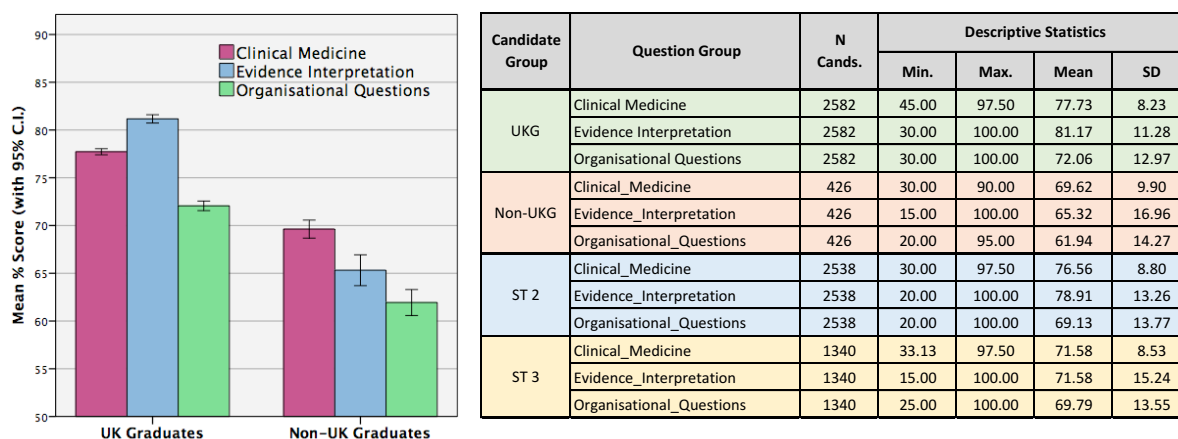 90
85
80
75
70
65
60
55
50
Mean % Score (with 95% C.I.)
Clinical Medicine
Evidence Interpretation
Organisational Questions
UK Graduates Non-UK Graduates
Candidate Group Question Group N Cands. Descriptive Statistics
Min. Max. Mean SD
UKG
Clinical Medicine 2582 45.00 97.50 77.73 8.23
Evidence Interpretation 2582 30.00 100.00 81.17 11.28
Organisational Questions 2582 30.00 100.00 72.06 12.97
Non-UKG
Clinical_Medicine 426 30.00 90.00 69.62 9.90
Evidence_Interpretation 426 15.00 100.00 65.32 16.96
Organisational_Questions 426 20.00 95.00 61.94 14.27
ST 2
Clinical_Medicine 2538 30.00 97.50 76.56 8.80
Evidence_Interpretation 2538 20.00 100.00 78.91 13.26
Organisational_Questions 2538 20.00 100.00 69.13 13.77
ST 3
Clinical_Medicine 1340 33.13 97.50 71.58 8.53
Evidence_Interpretation 1340 15.00 100.00 71.58 15.24
Organisational_Questions 1340 25.00 100.00 69.79 13.55